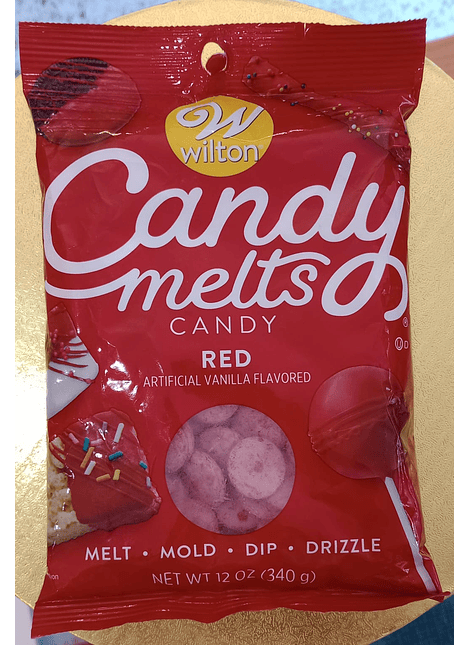 W
wilton®
Candy
melts®
CANDY
RED
ARTIFICIAL VANILLA FLAVORED
Ⓤ D
MELT • MOLD • DIP • DRIZZLE
NET WT 12 OZ (340 g)